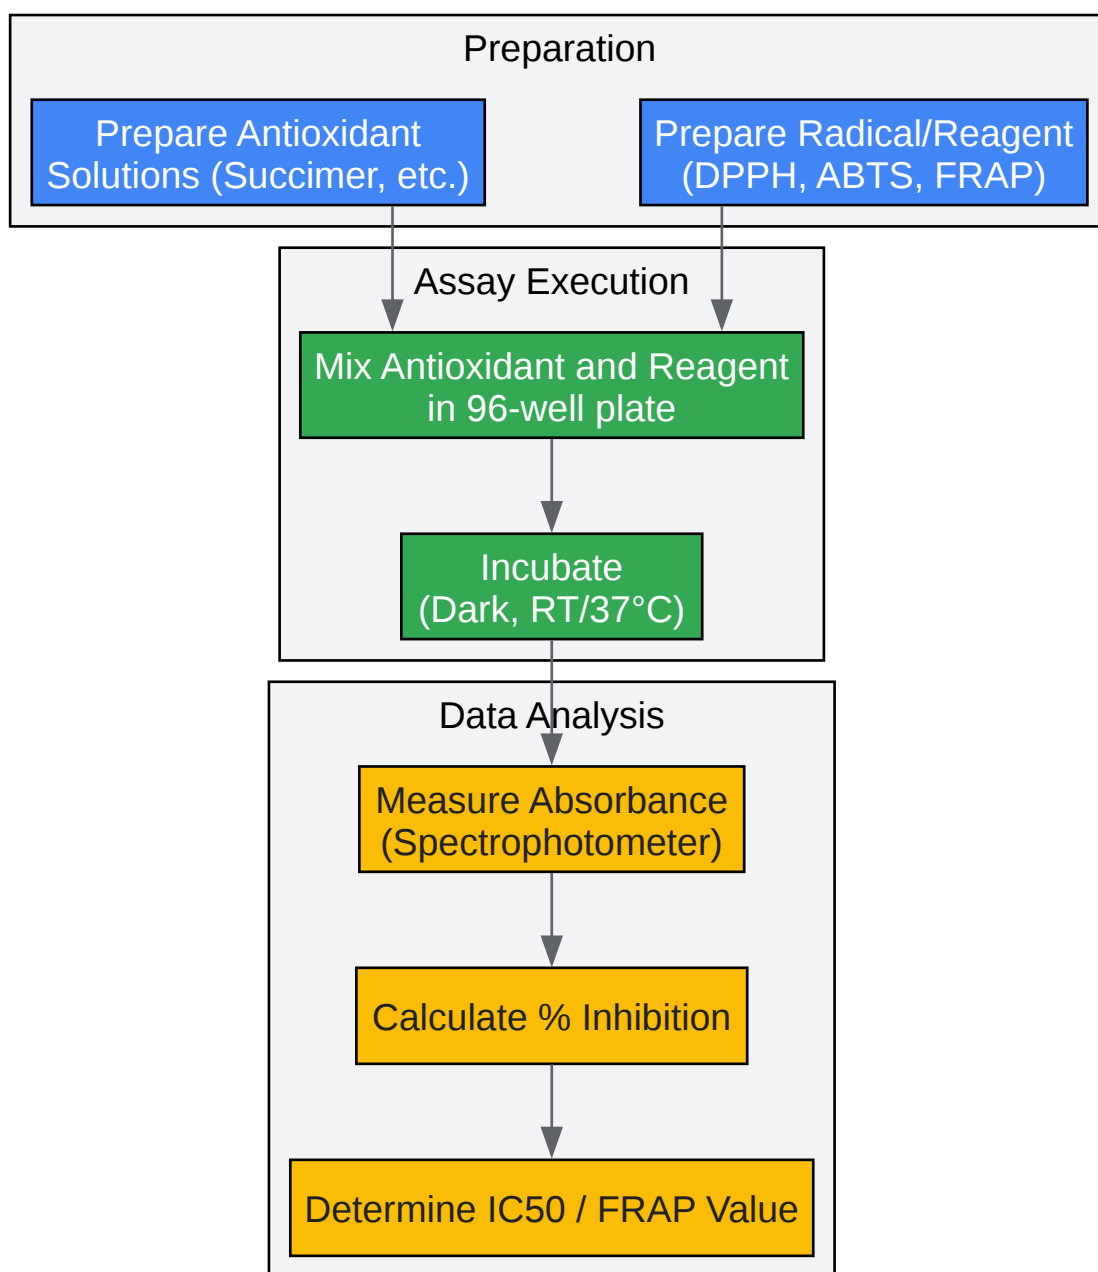 Preparation
Prepare Antioxidant
Solutions (Succimer, etc.)
Prepare Radical/Reagent
(DPPH, ABTS, FRAP)
Assay Execution
Mix Antioxidant and Reagent
in 96-well plate
Incubate
(Dark, RT/37°C)
Data Analysis
Measure Absorbance
(Spectrophotometer)
Calculate % Inhibition
Determine IC50 / FRAP Value